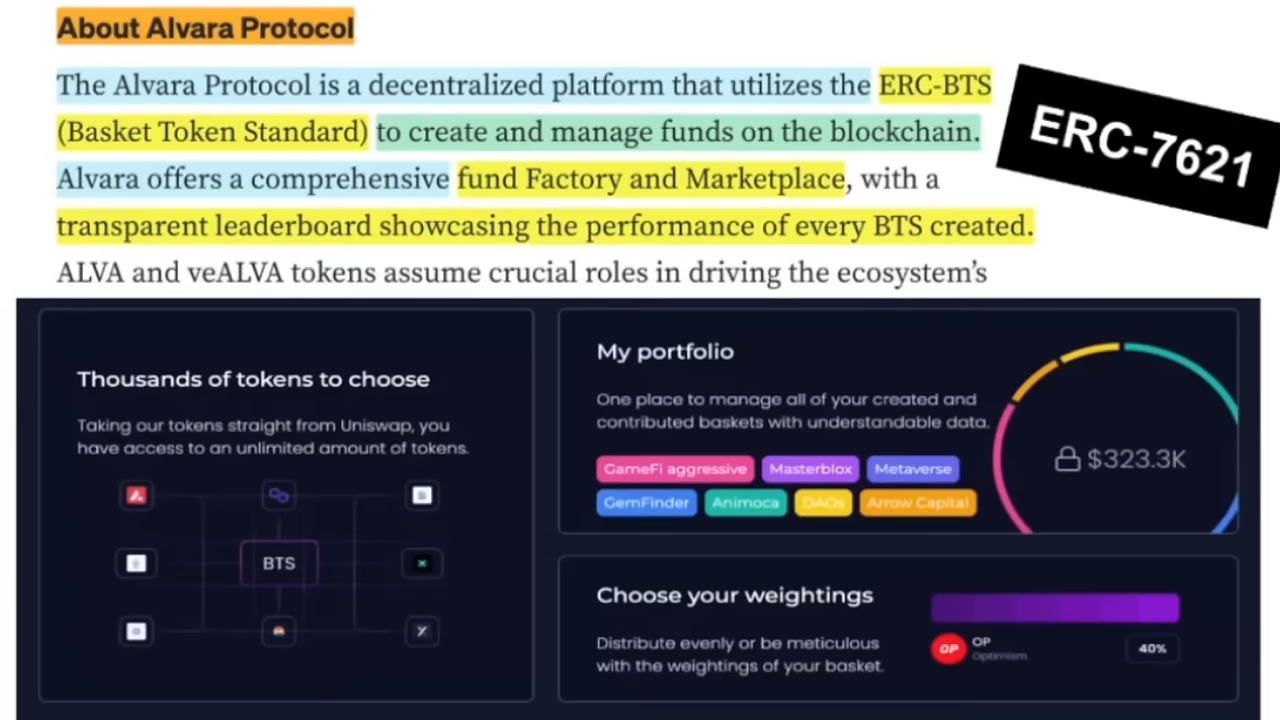 About Alvara Protocol
The Alvara Protocol is a decentralized platform that utilizes the ERC-BTS
(Basket Token Standard) to create and manage funds on the blockchain.
Alvara offers a comprehensive fund Factory and Marketplace, with a
transparent leaderboard showcasing the performance of every BTS created.
ALVA and veALVA tokens assume crucial roles in driving the ecosystem’s
ERC-7621
Thousands of tokens to choose
Taking our tokens straight from Uniswap, you
have access to an unlimited amount of tokens.
BTS
My portfolio
One place to manage all of your created and
contributed baskets with understandable data.
GameFi aggressive Masterblox Metaverse
GemFinder Animoca DAOs Arrow Capital
$323.3K
Choose your weightings
Distribute evenly or be meticulous
with the weightings of your basket.
OP OP
Optimism
40%